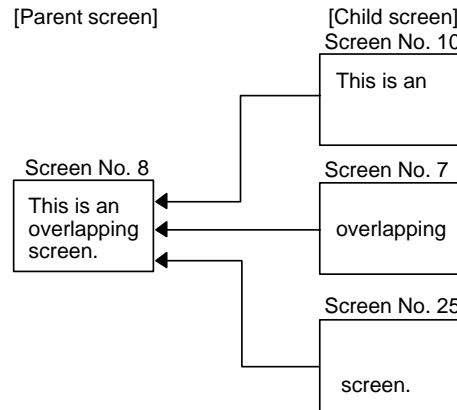 [Parent screen]
[Child screen]
Screen No. 10
This is an
Screen No. 8
This is an
overlapping
screen.
Screen No. 7
overlapping
Screen No. 25
screen.